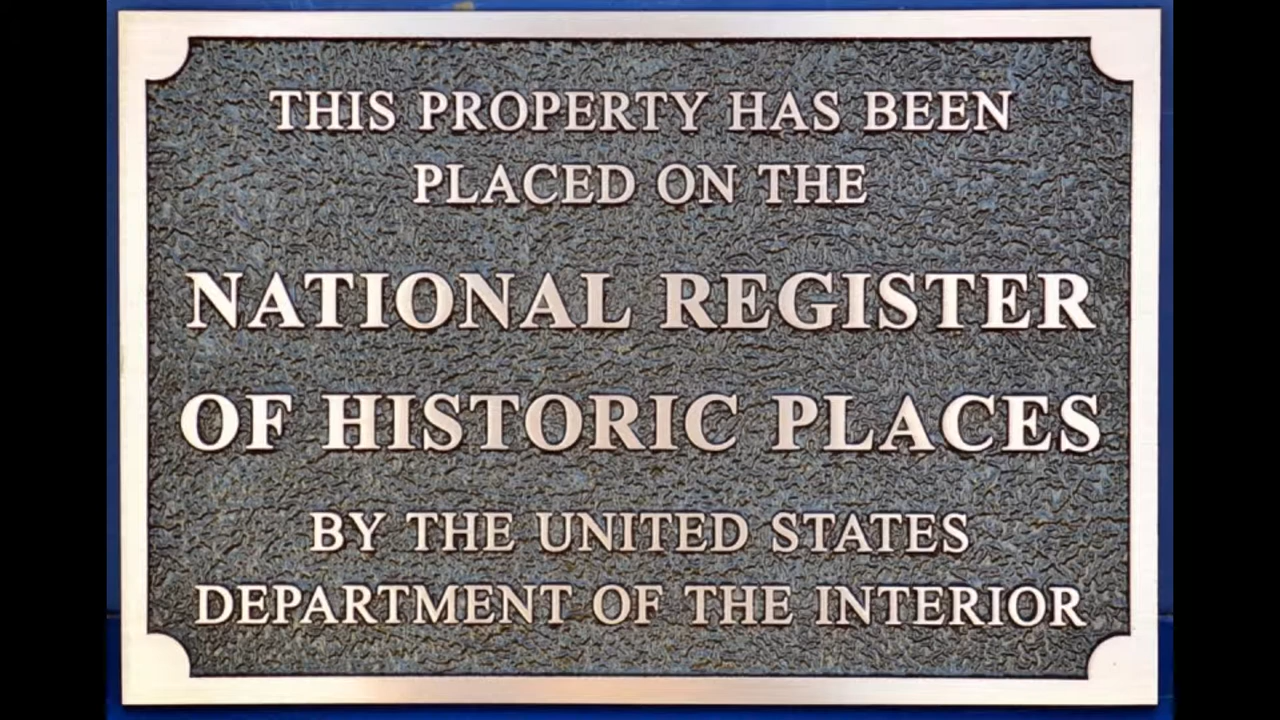 THIS PROPERTY HAS BEEN
PLACED ON THE
NATIONAL REGISTER
OF HISTORIC PLACES
BY THE UNITED STATES
DEPARTMENT OF THE INTERIOR